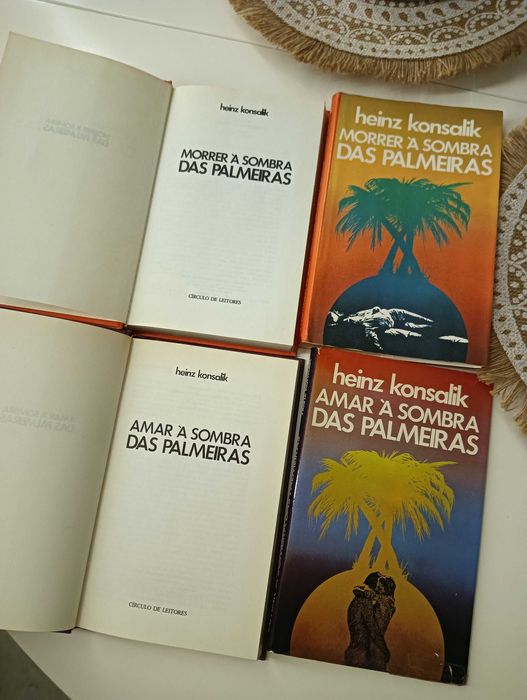 heinz konsalik
MORRER À SOMBRA
DAS PALMEIRAS
CÍRCULO DE LEITORES
heinz konsalik
MORRER À SOMBRA
DAS PALMEIRAS
heinz konsalik
AMAR À SOMBRA
DAS PALMEIRAS
CÍRCULO DE LEITORES
heinz konsalik
AMAR À SOMBRA
DAS PALMEIRAS